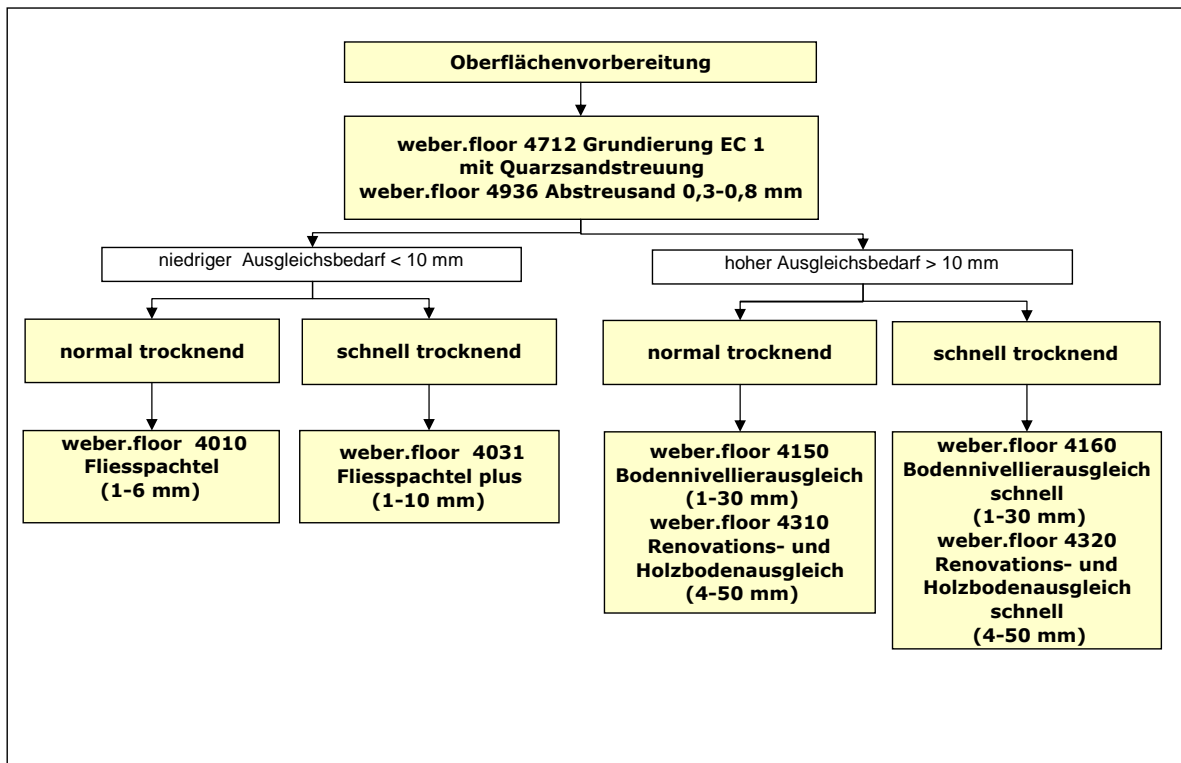 Oberflächenvorbereitung
weber.floor 4712 Grundierung EC 1
mit Quarzsandstreuung
weber.floor 4936 Abstreusand 0,3-0,8 mm
niedriger Ausgleichsbedarf < 10 mm
hoher Ausgleichsbedarf > 10 mm
normal trocknend
schnell trocknend
normal trocknend
schnell trocknend
weber.floor 4010
Fliesspachtel
(1-6 mm)
weber.floor 4031
Fliesspachtel plus
(1-10 mm)
weber.floor 4150
Bodennivellierausgleich
(1-30 mm)
weber.floor 4310
Renovations- und
Holzbodenausgleich
(4-50 mm)
weber.floor 4160
Bodennivellierausgleich
schnell
(1-30 mm)
weber.floor 4320
Renovations- und
Holzbodenausgleich
schnell
(4-50 mm)